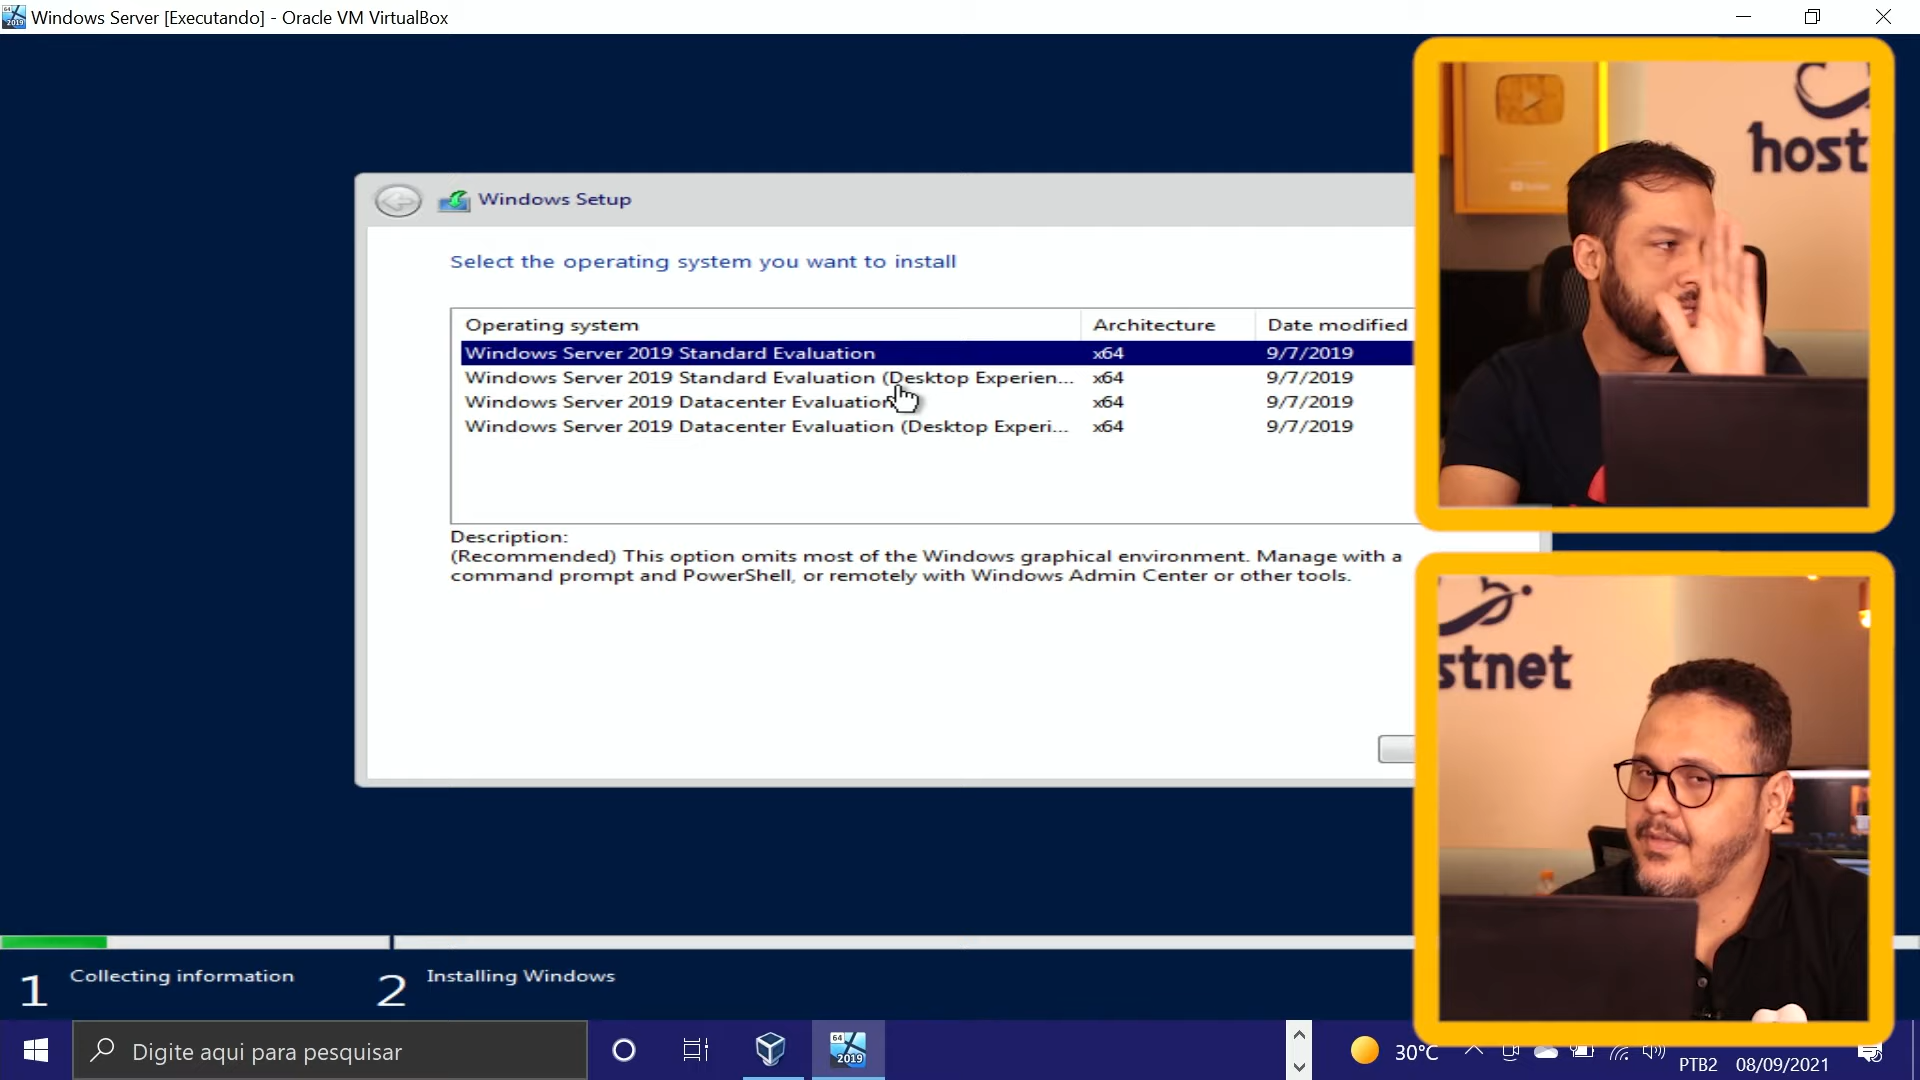 Windows Server [Executando] - Oracle VM VirtualBox
Windows Setup
Select the operating system you want to install
Operating system Architecture Date modified
Windows Server 2019 Standard Evaluation x64 9/7/2019
Windows Server 2019 Standard Evaluation (Desktop Experien... x64 9/7/2019
Windows Server 2019 Datacenter Evaluation x64 9/7/2019
Windows Server 2019 Datacenter Evaluation (Desktop Experi... x64 9/7/2019
Description:
(Recommended) This option omits most of the Windows graphical environment. Manage with a
command prompt and PowerShell, or remotely with Windows Admin Center or other tools.
host
stnet
1 Collecting information 2 Installing Windows
Digite aqui para pesquisar
64
2019
30°C
PTB2 08/09/2021